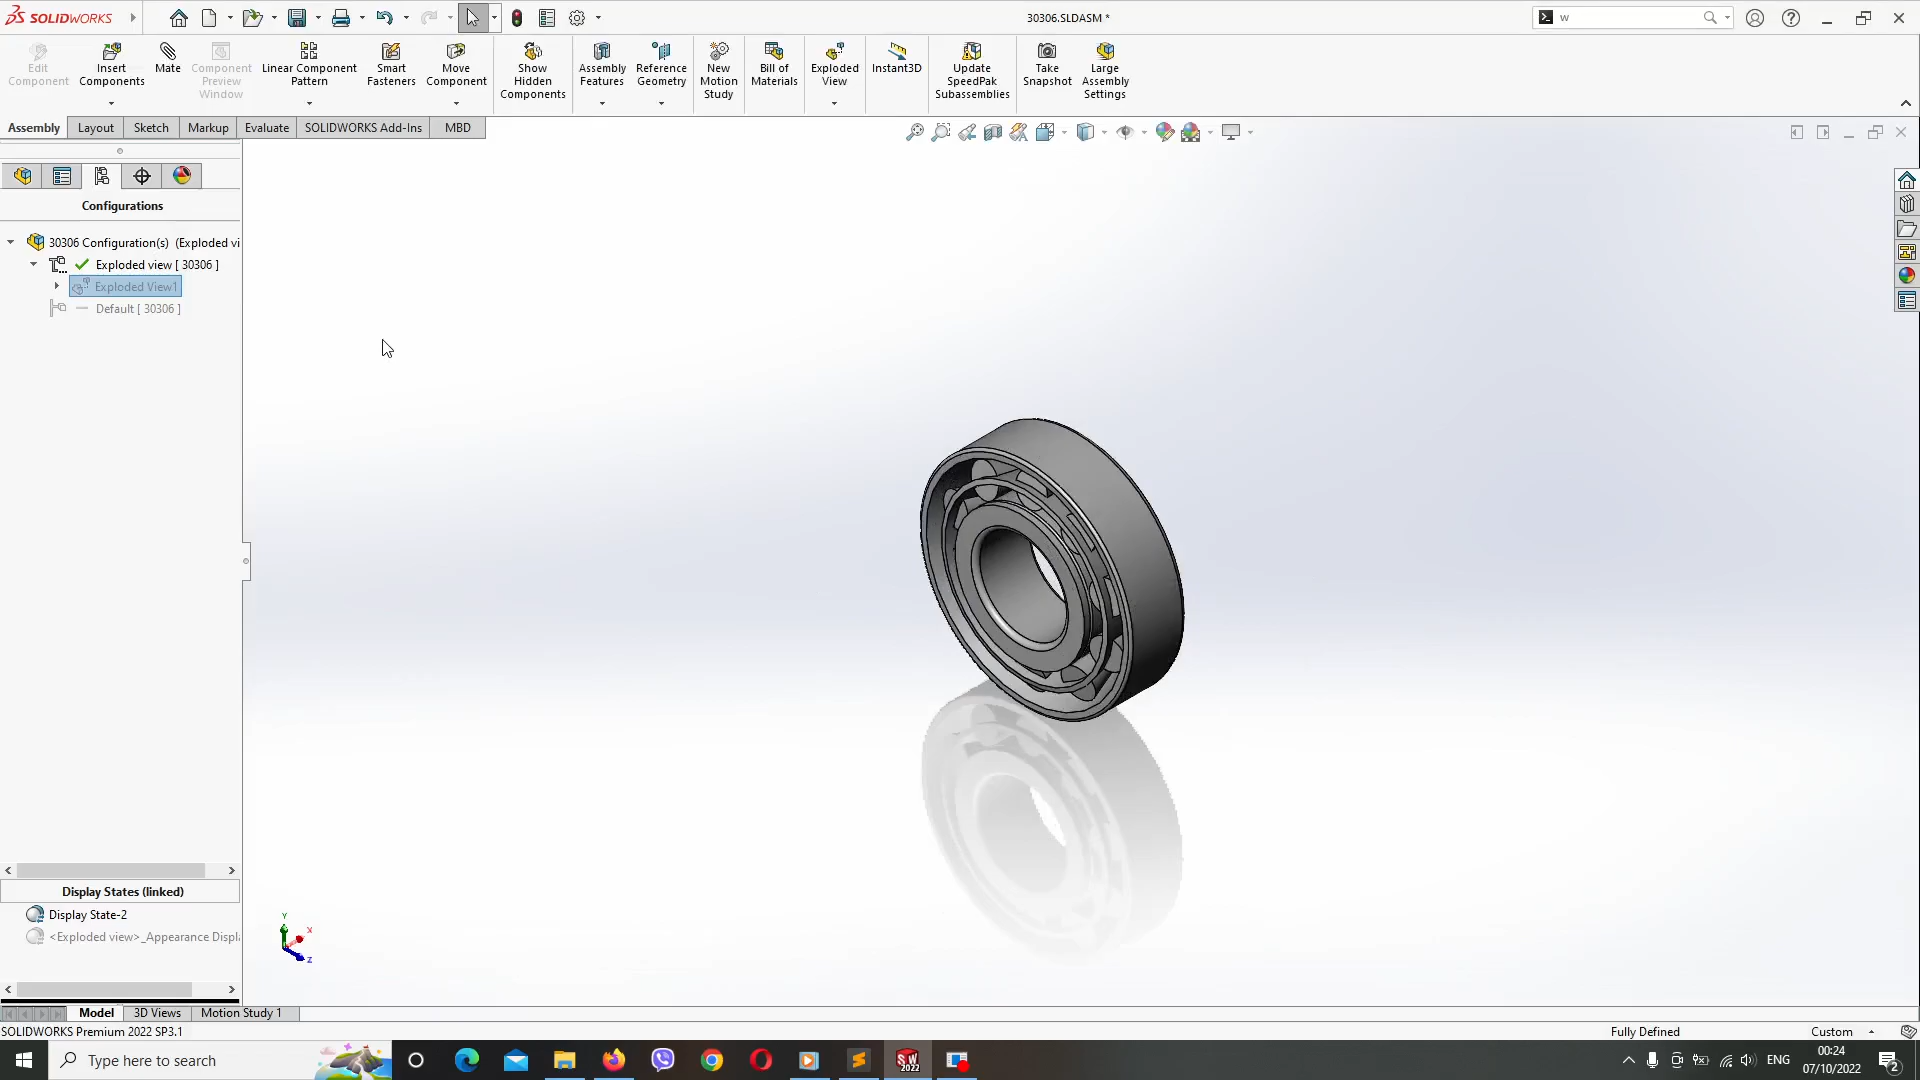 SOLIDWORKS
30306.SLDASM *
w
Edit Component
Insert Components
Mate
Component Preview Window
Linear Component Pattern
Smart Fasteners
Move Component
Show Hidden Components
Assembly Features
Reference Geometry
New Motion Study
Bill of Materials
Exploded View
Instant3D
Update SpeedPak Subassemblies
Take Snapshot
Large Assembly Settings
Assembly
Layout
Sketch
Markup
Evaluate
SOLIDWORKS Add-Ins
MBD
Configurations
30306 Configuration(s) (Exploded vi
Exploded view [ 30306 ]
Exploded View1
Default [ 30306 ]
Display States (linked)
Display State-2
<Exploded view>_Appearance Displ
Y
X
Z
Model
3D Views
Motion Study 1
SOLIDWORKS Premium 2022 SP3.1
Fully Defined
Custom
Type here to search
SW 2022
ENG
00:24
07/10/2022
2